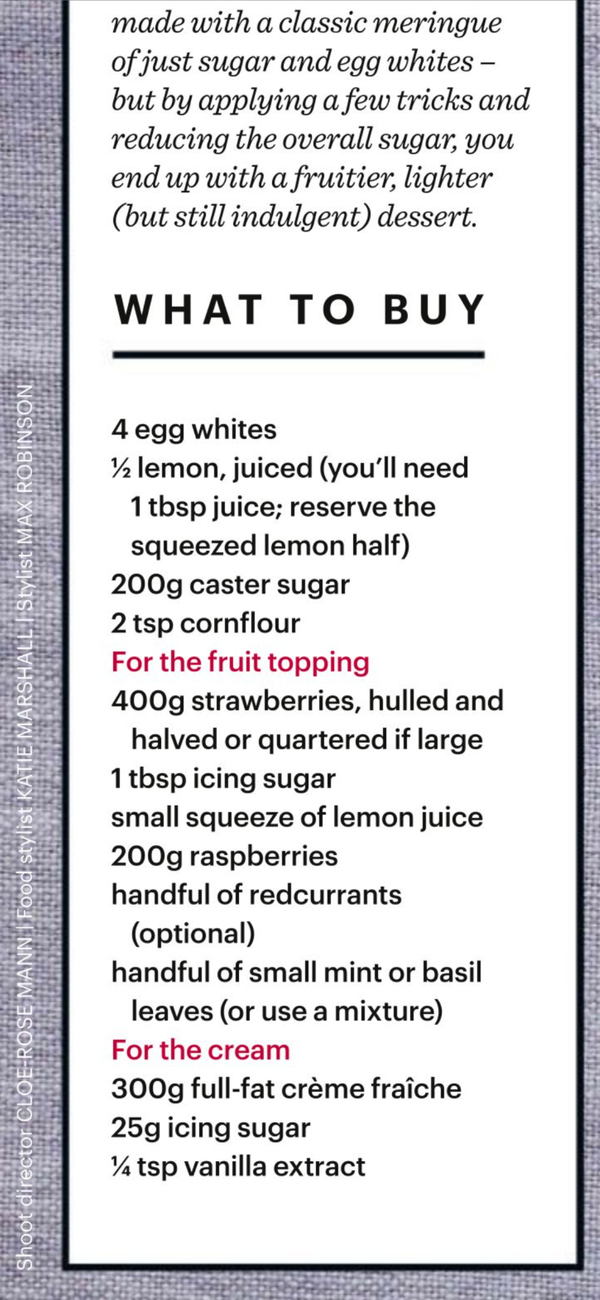 made with a classic meringue
of just sugar and egg whites –
but by applying a few tricks and
reducing the overall sugar, you
end up with a fruitier, lighter
(but still indulgent) dessert.
WHAT TO BUY
4 egg whites
½ lemon, juiced (you’ll need
1 tbsp juice; reserve the
squeezed lemon half)
200g caster sugar
2 tsp cornflour
For the fruit topping
400g strawberries, hulled and
halved or quartered if large
1 tbsp icing sugar
small squeeze of lemon juice
200g raspberries
handful of redcurrants
(optional)
handful of small mint or basil
leaves (or use a mixture)
For the cream
300g full-fat crème fraîche
25g icing sugar
¼ tsp vanilla extract
Shoot director CLOE-ROSE MANN | Food stylist KATIE MARSHALL | Stylist MAX ROBINSON